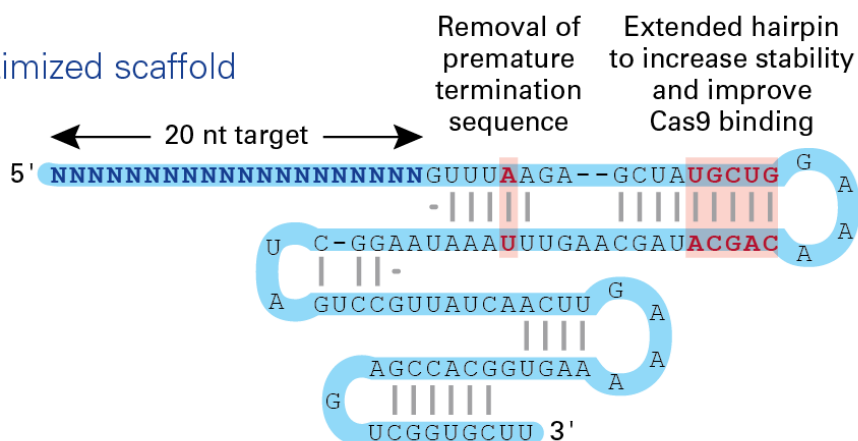 timized scaffold
Removal of
premature
termination
sequence
Extended hairpin
to increase stability
and improve
Cas9 binding
20 nt target
5' NNNNNNNNNNNNNNNNNNNNGUUUAAGA--GCUAUGCUG
G
A
A
A
U C-GGAAUAAAUUUGAACGAUACGAC
A GUCCGUUAUCAACUU
G
A
A
A
AGCCACGGUGAA
G
UCGGUGCUU 3'